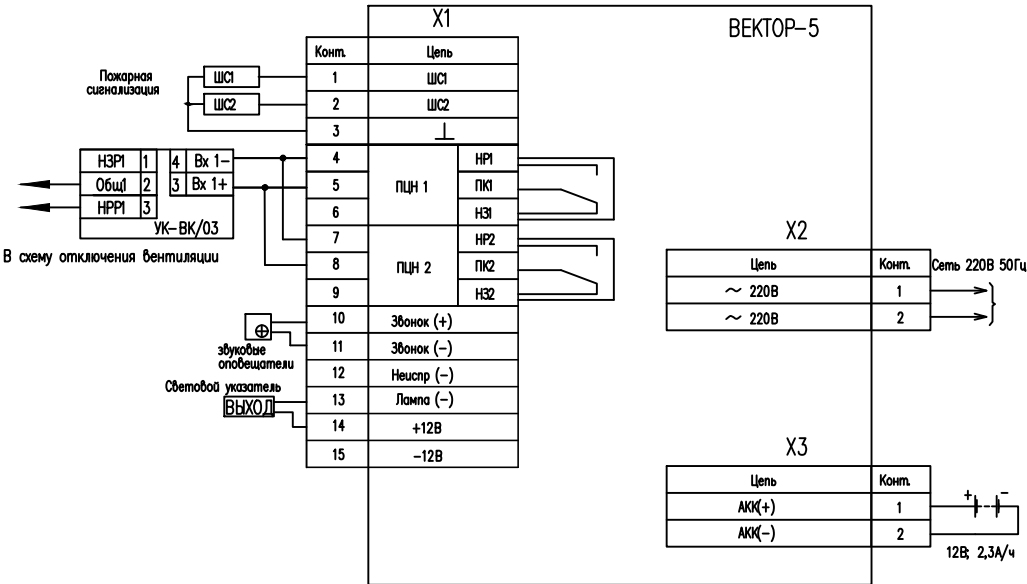 X1
ВЕКТОР-5
Конт. Цепь
1 ШС1
2 ШС2
3 ⊥
4 ПЦН 1 НР1
5 ПК1
6 НЗ1
7 ПЦН 2 НР2
8 ПК2
9 НЗ2
10 Звонок (+)
11 Звонок (-)
12 Неиспр (-)
13 Лампа (-)
14 +12В
15 -12В
Пожарная
сигнализация
ШС1
ШС2
НЗР1 1 4 Вх 1-
Общ1 2 3 Вх 1+
НРР1 3
УК-ВК/03
В схему отключения вентиляции
звуковые
оповещатели
Световой указатель
ВЫХОД
X2
Цепь Конт.
~ 220В 1
~ 220В 2
Сеть 220В 50Гц
X3
Цепь Конт.
АКК(+) 1
АКК(-) 2
+ -
12В; 2,3А/ч